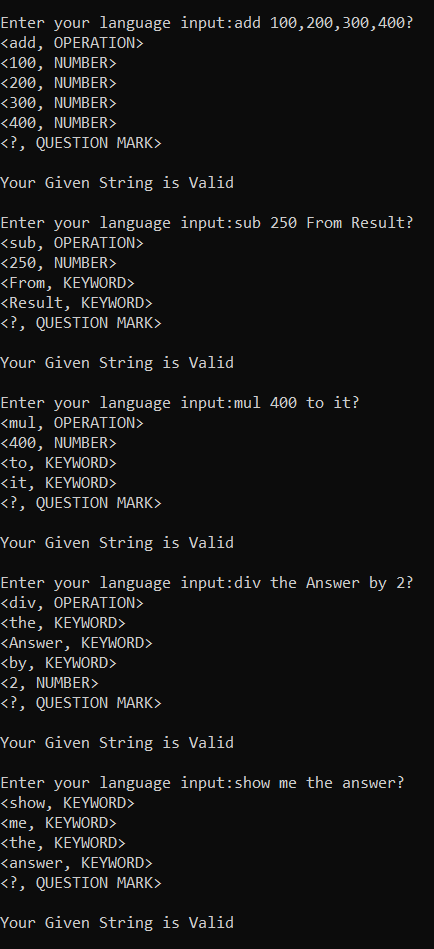 Enter your language input:add 100,200,300,400?
<add, OPERATION>
<100, NUMBER>
<200, NUMBER>
<300, NUMBER>
<400, NUMBER>
<?, QUESTION MARK>
Your Given String is Valid
Enter your language input:sub 250 From Result?
<sub, OPERATION>
<250, NUMBER>
<From, KEYWORD>
<Result, KEYWORD>
<?, QUESTION MARK>
Your Given String is Valid
Enter your language input:mul 400 to it?
<mul, OPERATION>
<400, NUMBER>
<to, KEYWORD>
<it, KEYWORD>
<?, QUESTION MARK>
Your Given String is Valid
Enter your language input:div the Answer by 2?
<div, OPERATION>
<the, KEYWORD>
<Answer, KEYWORD>
<by, KEYWORD>
<2, NUMBER>
<?, QUESTION MARK>
Your Given String is Valid
Enter your language input:show me the answer?
<show, KEYWORD>
<me, KEYWORD>
<the, KEYWORD>
<answer, KEYWORD>
<?, QUESTION MARK>
Your Given String is Valid